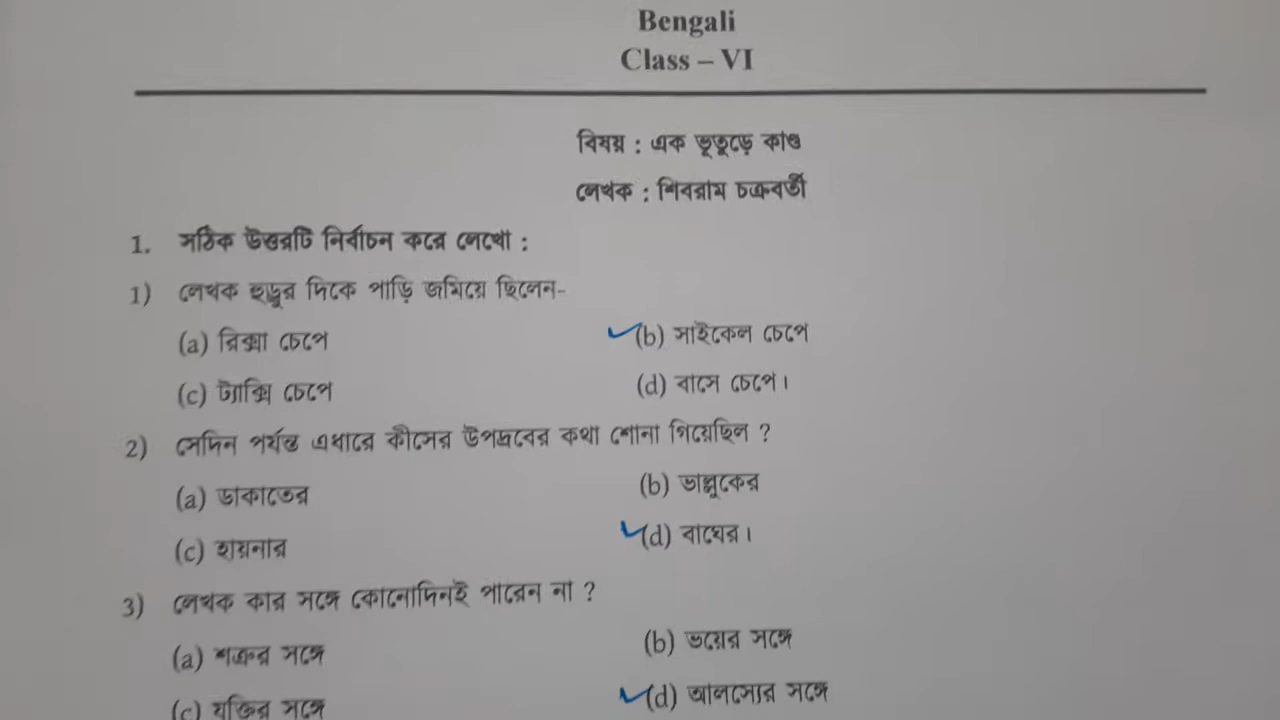 Bengali
Class – VI
বিষয় : এক ভূতুড়ে কাণ্ড
লেখক : শিবরাম চক্রবর্তী
1. সঠিক উত্তরটি নির্বাচন করে লেখো :
1) লেখক হুড্রুর দিকে পাড়ি জমিয়ে ছিলেন-
(a) রিক্সা চেপে (b) সাইকেল চেপে
(c) ট্যাক্সি চেপে (d) বাসে চেপে।
2) সেদিন পর্যন্ত এধারে কীসের উপদ্রবের কথা শোনা গিয়েছিল ?
(a) ডাকাতের (b) ভাল্লুকের
(c) হায়নার (d) বাঘের।
3) লেখক কার সঙ্গে কোনোদিনই পারেন না ?
(a) শত্রুর সঙ্গে (b) ভয়ের সঙ্গে
(c) যুক্তির সঙ্গে (d) আলস্যের সঙ্গে